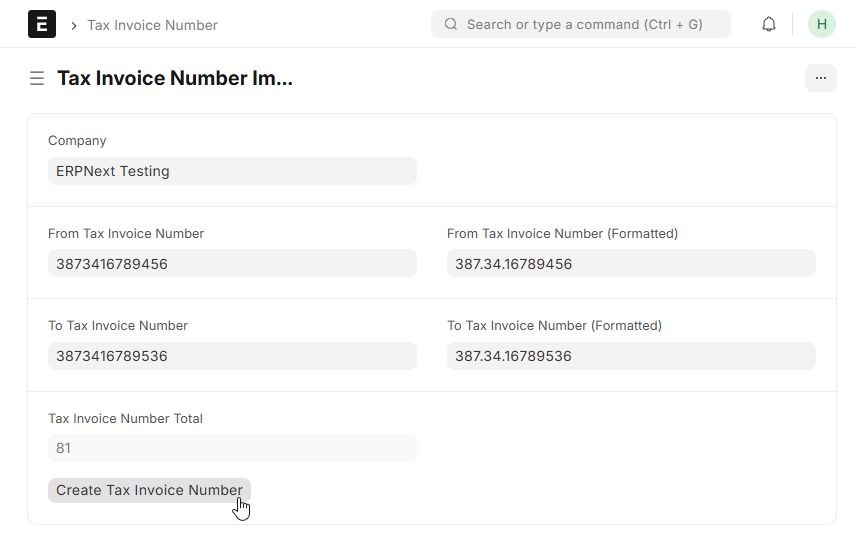 E
Tax Invoice Number
Search or type a command (Ctrl + G)
H
Tax Invoice Number Im...
Company
ERPNext Testing
From Tax Invoice Number
From Tax Invoice Number (Formatted)
3873416789456
387.34.16789456
To Tax Invoice Number
To Tax Invoice Number (Formatted)
3873416789536
387.34.16789536
Tax Invoice Number Total
81
Create Tax Invoice Number